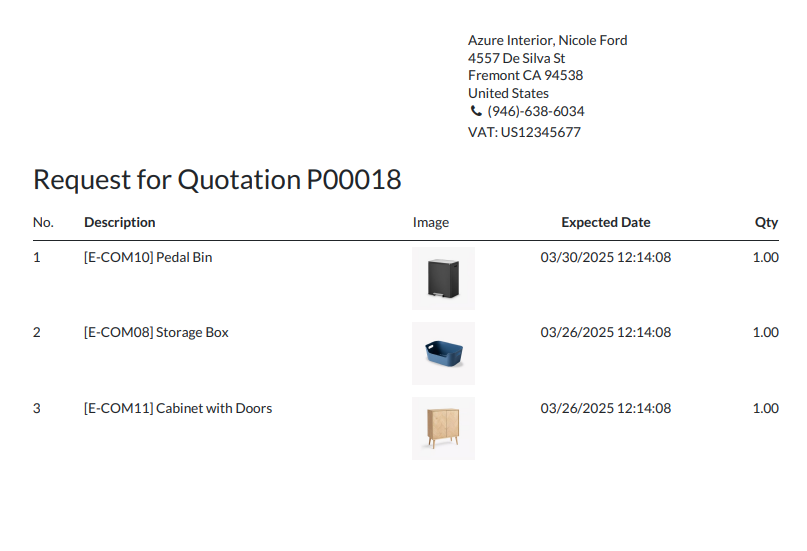 Azure Interior, Nicole Ford
4557 De Silva St
Fremont CA 94538
United States
(946)-638-6034
VAT: US12345677
Request for Quotation P00018
No. Description Image Expected Date Qty
1 [E-COM10] Pedal Bin 03/30/2025 12:14:08 1.00
2 [E-COM08] Storage Box 03/26/2025 12:14:08 1.00
3 [E-COM11] Cabinet with Doors 03/26/2025 12:14:08 1.00